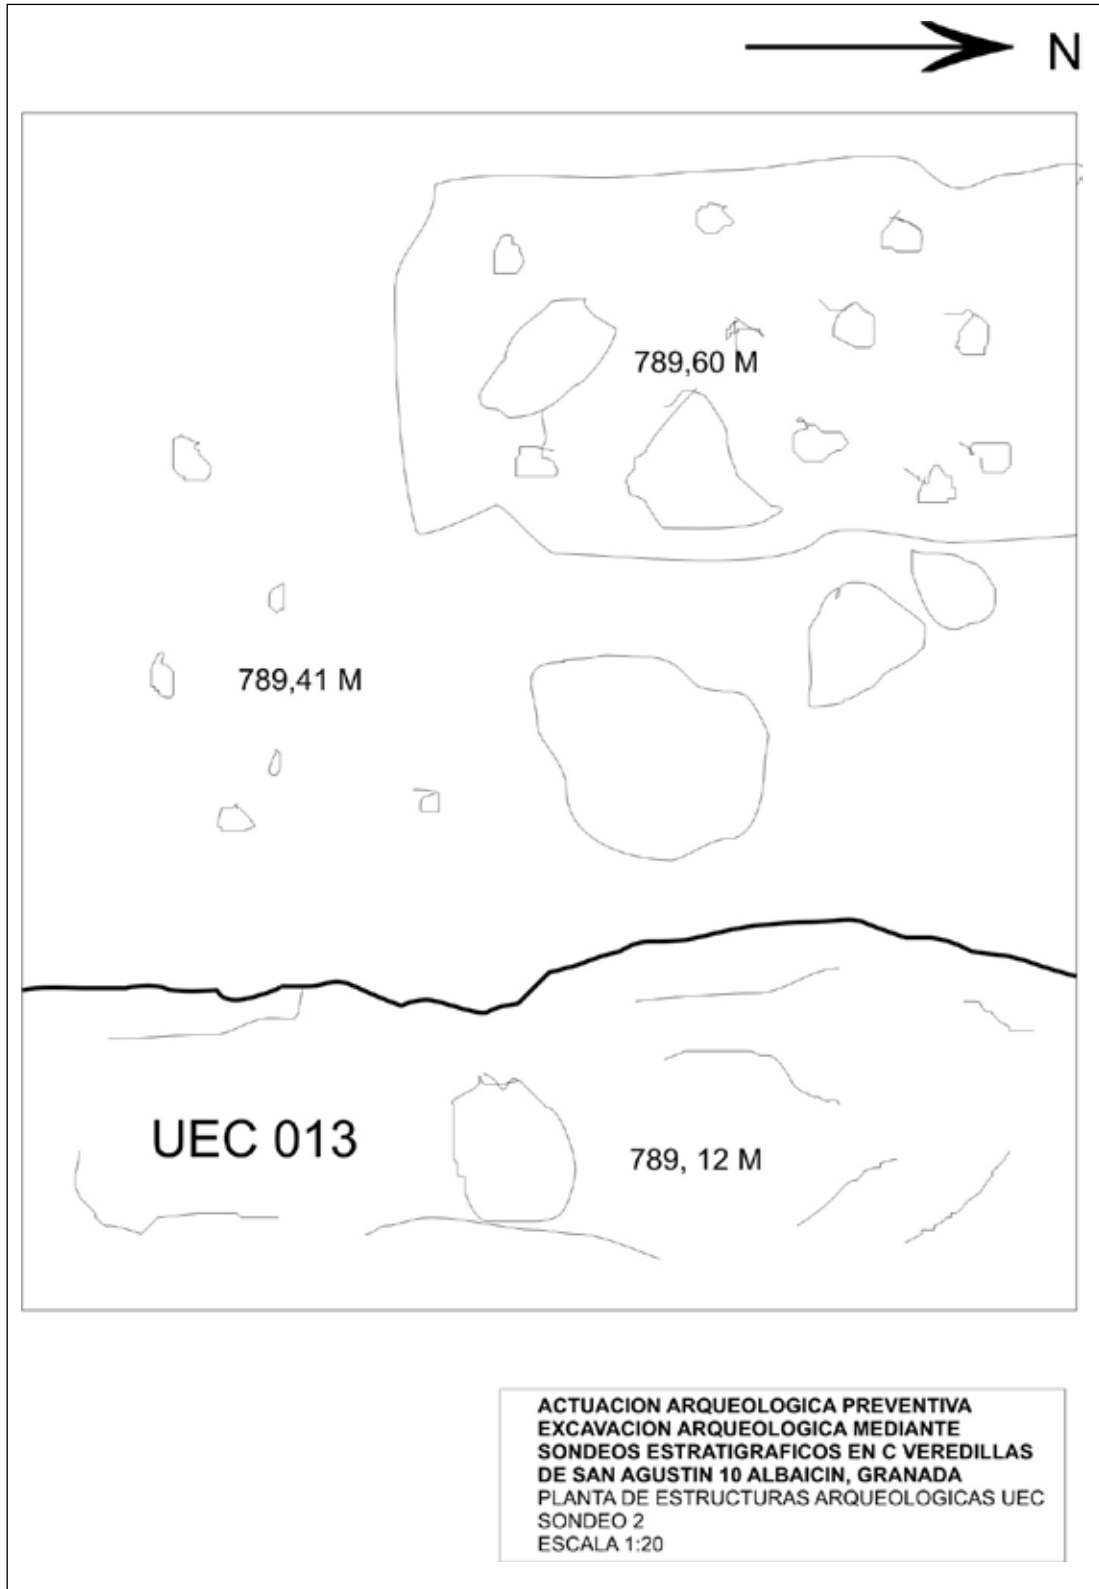 N
789,60 M
789,41 M
UEC 013
789, 12 M
ACTUACION ARQUEOLOGICA PREVENTIVA
EXCAVACION ARQUEOLOGICA MEDIANTE
SONDEOS ESTRATIGRAFICOS EN C VEREDILLAS
DE SAN AGUSTIN 10 ALBAICIN, GRANADA
PLANTA DE ESTRUCTURAS ARQUEOLOGICAS UEC
SONDEO 2
ESCALA 1:20